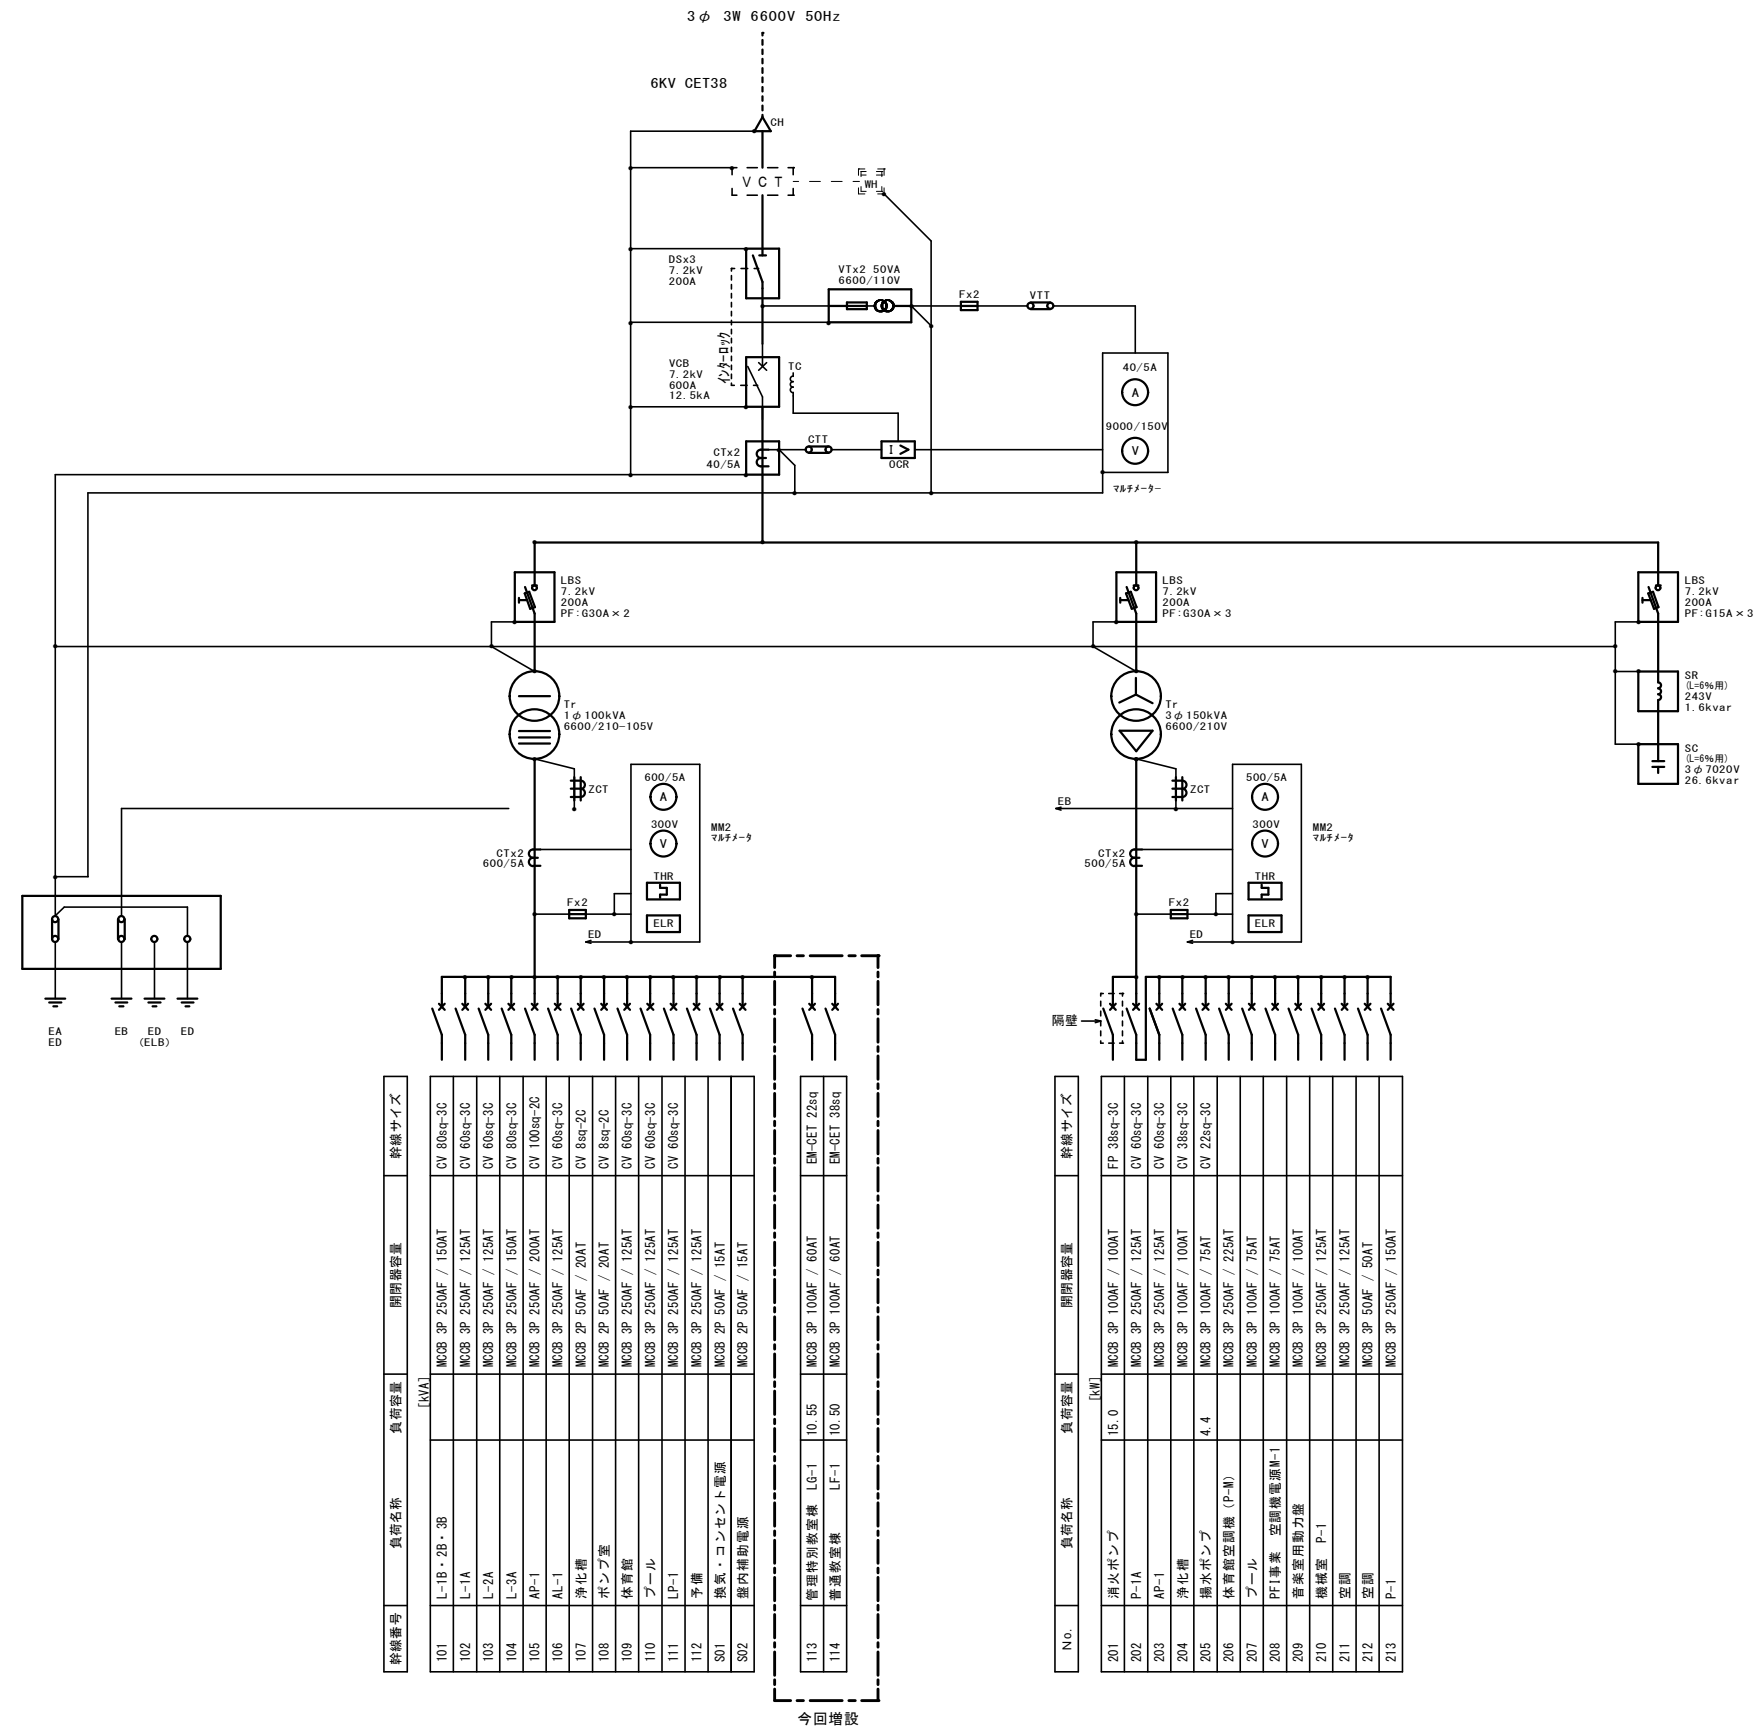 3φ 3W 6600V 50Hz
6KV CET38
CH
VCT
WH
DSx3
7.2kV
200A
VTx2 50VA
6600/110V
Fx2
VTT
インターロック
VCB
7.2kV
600A
12.5kA
TC
40/5A
A
9000/150V
V
マルチメーター
CTx2
40/5A
CTT
I >
OCR
LBS
7.2kV
200A
PF:G30A×2
LBS
7.2kV
200A
PF:G30A×3
LBS
7.2kV
200A
PF:G15A×3
Tr
1φ100kVA
6600/210-105V
Tr
3φ150kVA
6600/210V
SR
(L=6%用)
243V
1.6kvar
SC
(L=6%用)
3φ7020V
26.6kvar
ZCT
600/5A
A
300V
V
MM2
マルチメータ
CTx2
600/5A
THR
Fx2
ELR
ED
EB
ZCT
500/5A
A
300V
V
MM2
マルチメータ
CTx2
500/5A
THR
Fx2
ELR
ED
EA
ED
EB
ED
(ELB)
ED
隔壁
幹線番号 負荷名称 負荷容量 開閉器容量 幹線サイズ
[kVA]
101 L-1B・2B・3B MCCB 3P 250AF / 150AT CV 80sq-3C
102 L-1A MCCB 3P 250AF / 125AT CV 60sq-3C
103 L-2A MCCB 3P 250AF / 125AT CV 60sq-3C
104 L-3A MCCB 3P 250AF / 150AT CV 80sq-3C
105 AP-1 MCCB 3P 250AF / 200AT CV 100sq-2C
106 AL-1 MCCB 3P 250AF / 125AT CV 60sq-3C
107 浄化槽 MCCB 2P 50AF / 20AT CV 8sq-2C
108 ポンプ室 MCCB 2P 50AF / 20AT CV 8sq-2C
109 体育館 MCCB 3P 250AF / 125AT CV 60sq-3C
110 プール MCCB 3P 250AF / 125AT CV 60sq-3C
111 LP-1 MCCB 3P 250AF / 125AT CV 60sq-3C
112 予備 MCCB 3P 250AF / 125AT
S01 換気・コンセント電源 MCCB 2P 50AF / 15AT
S02 盤内補助電源 MCCB 2P 50AF / 15AT
113 管理特別教室棟 LG-1 10.55 MCCB 3P 100AF / 60AT EM-CET 22sq
114 普通教室棟 LF-1 10.50 MCCB 3P 100AF / 60AT EM-CET 38sq
今回増設
No. 負荷名称 負荷容量 開閉器容量 幹線サイズ
[kW]
201 消火ポンプ 15.0 MCCB 3P 100AF / 100AT FP 38sq-3C
202 P-1A MCCB 3P 250AF / 125AT CV 60sq-3C
203 AP-1 MCCB 3P 250AF / 125AT CV 60sq-3C
204 浄化槽 MCCB 3P 100AF / 100AT CV 38sq-3C
205 揚水ポンプ 4.4 MCCB 3P 100AF / 75AT CV 22sq-3C
206 体育館空調機 (P-M) MCCB 3P 250AF / 225AT
207 プール MCCB 3P 100AF / 75AT
208 PFI事業 空調機電源M-1 MCCB 3P 100AF / 75AT
209 音楽室用動力盤 MCCB 3P 100AF / 100AT
210 機械室 P-1 MCCB 3P 250AF / 125AT
211 空調 MCCB 3P 250AF / 125AT
212 空調 MCCB 3P 50AF / 50AT
213 P-1 MCCB 3P 250AF / 150AT